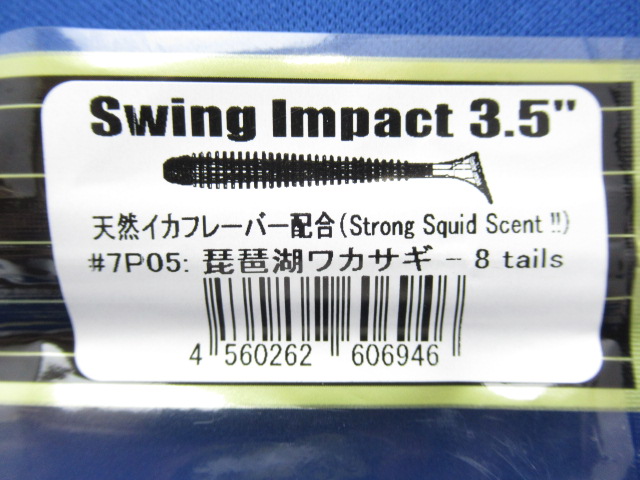 Swing Impact 3.5"
天然イカフレーバー配合(Strong Squid Scent !!)
#7P05: 琵琶湖ワカサギ - 8 tails
4 560262 606946